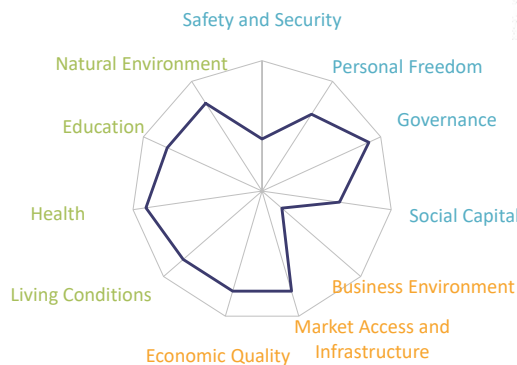 Safety and Security
Natural Environment
Personal Freedom
Education
Governance
Health
Social Capital
Living Conditions
Business Environment
Market Access and
Infrastructure
Economic Quality